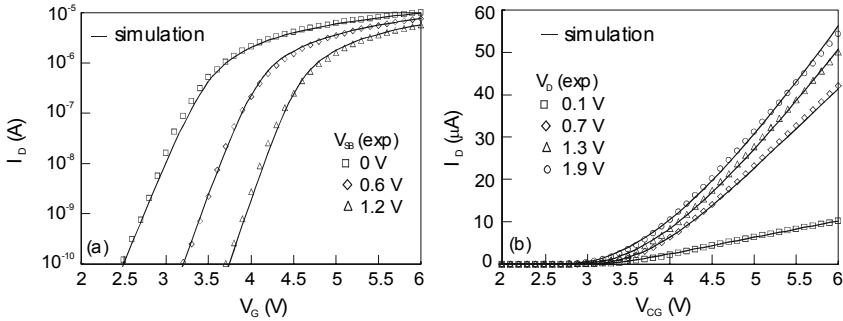 10⁻⁵
10⁻⁶
10⁻⁷
10⁻⁸
10⁻⁹
10⁻¹⁰
I_D (A)
simulation
V_SB (exp)
0 V
0.6 V
1.2 V
(a)
2 2.5 3 3.5 4 4.5 5 5.5 6
V_G (V)
60
50
40
30
20
10
0
I_D (µA)
simulation
V_D (exp)
0.1 V
0.7 V
1.3 V
1.9 V
(b)
2 2.5 3 3.5 4 4.5 5 5.5 6
V_CG (V)